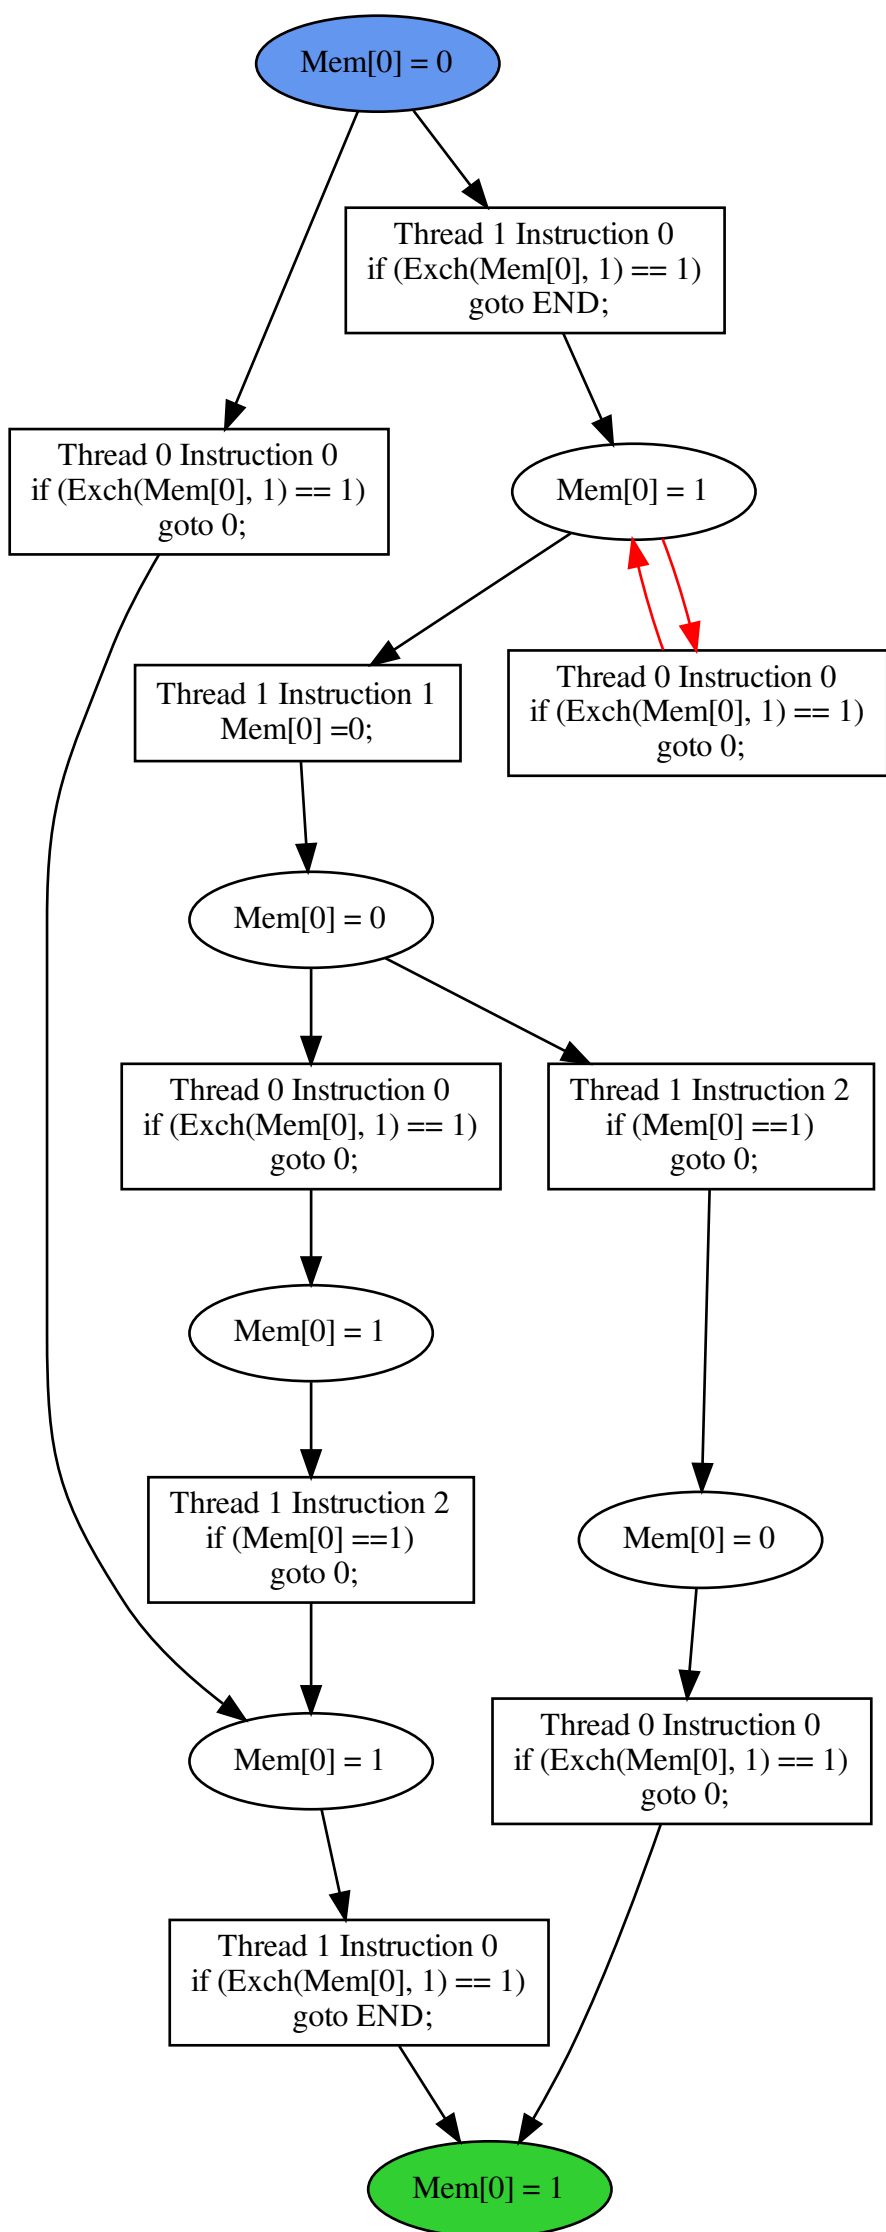 Mem[0] = 0
Thread 1 Instruction 0
if (Exch(Mem[0], 1) == 1)
goto END;
Thread 0 Instruction 0
if (Exch(Mem[0], 1) == 1)
goto 0;
Mem[0] = 1
Thread 1 Instruction 1
Mem[0] =0;
Thread 0 Instruction 0
if (Exch(Mem[0], 1) == 1)
goto 0;
Mem[0] = 0
Thread 0 Instruction 0
if (Exch(Mem[0], 1) == 1)
goto 0;
Thread 1 Instruction 2
if (Mem[0] ==1)
goto 0;
Mem[0] = 1
Thread 1 Instruction 2
if (Mem[0] ==1)
goto 0;
Mem[0] = 0
Mem[0] = 1
Thread 0 Instruction 0
if (Exch(Mem[0], 1) == 1)
goto 0;
Thread 1 Instruction 0
if (Exch(Mem[0], 1) == 1)
goto END;
Mem[0] = 1